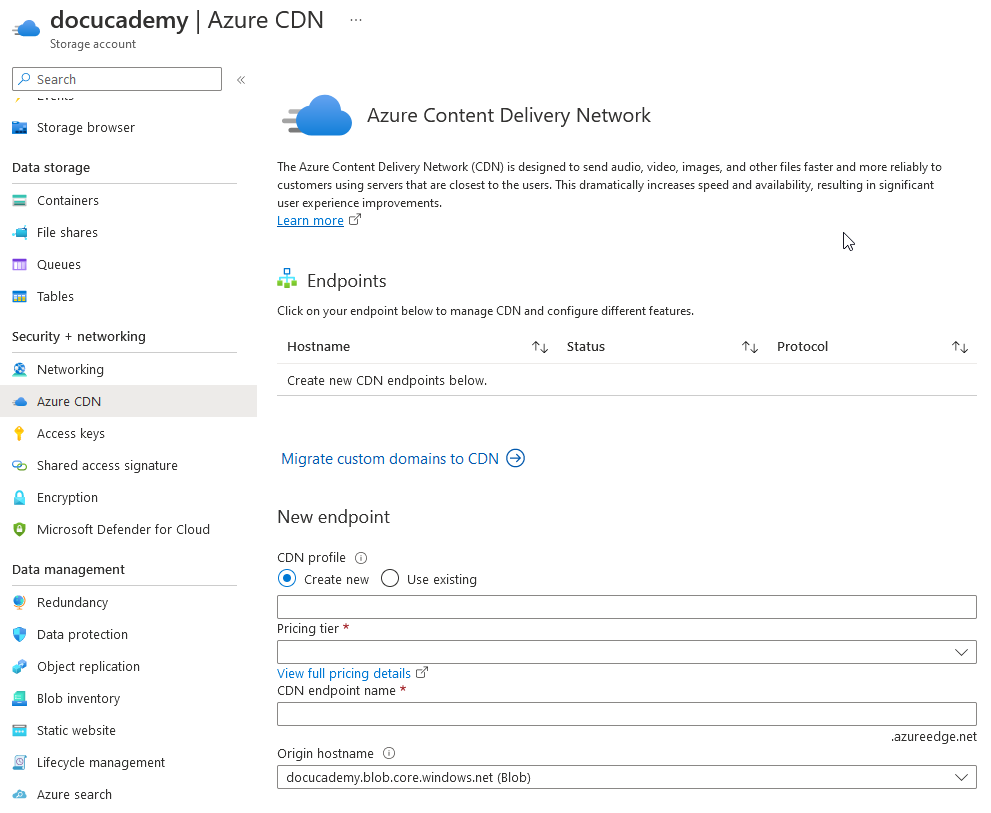 docucademy | Azure CDN ...
Storage account
Search «
Events
Storage browser
Data storage
Containers
File shares
Queues
Tables
Security + networking
Networking
Azure CDN
Access keys
Shared access signature
Encryption
Microsoft Defender for Cloud
Data management
Redundancy
Data protection
Object replication
Blob inventory
Static website
Lifecycle management
Azure search
Azure Content Delivery Network
The Azure Content Delivery Network (CDN) is designed to send audio, video, images, and other files faster and more reliably to
customers using servers that are closest to the users. This dramatically increases speed and availability, resulting in significant
user experience improvements.
Learn more
Endpoints
Click on your endpoint below to manage CDN and configure different features.
Hostname Status Protocol
Create new CDN endpoints below.
Migrate custom domains to CDN
New endpoint
CDN profile
Create new Use existing
Pricing tier *
View full pricing details
CDN endpoint name *
.azureedge.net
Origin hostname
docucademy.blob.core.windows.net (Blob)